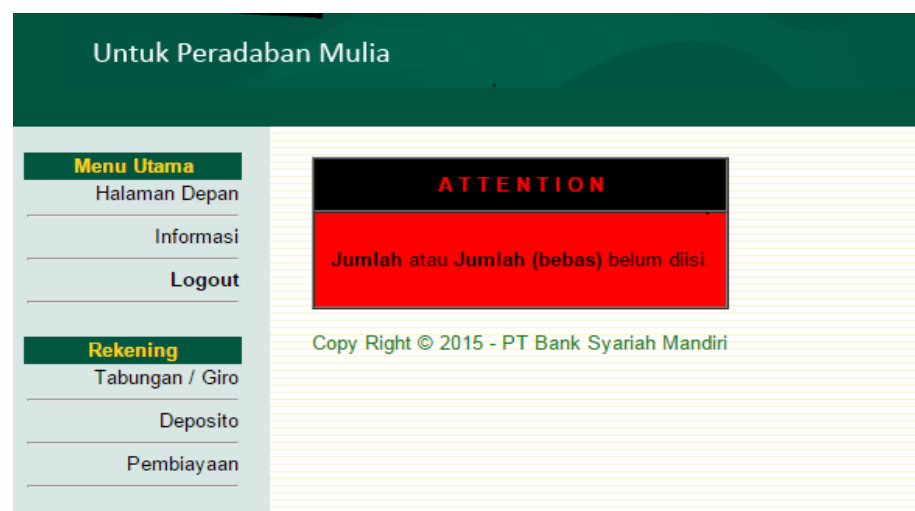 Untuk Peradaban Mulia
Menu Utama
Halaman Depan
Informasi
Logout
Rekening
Tabungan / Giro
Deposito
Pembiayaan
ATTENTION
Jumlah atau Jumlah (bebas) belum diisi.
Copy Right © 2015 - PT Bank Syariah Mandiri